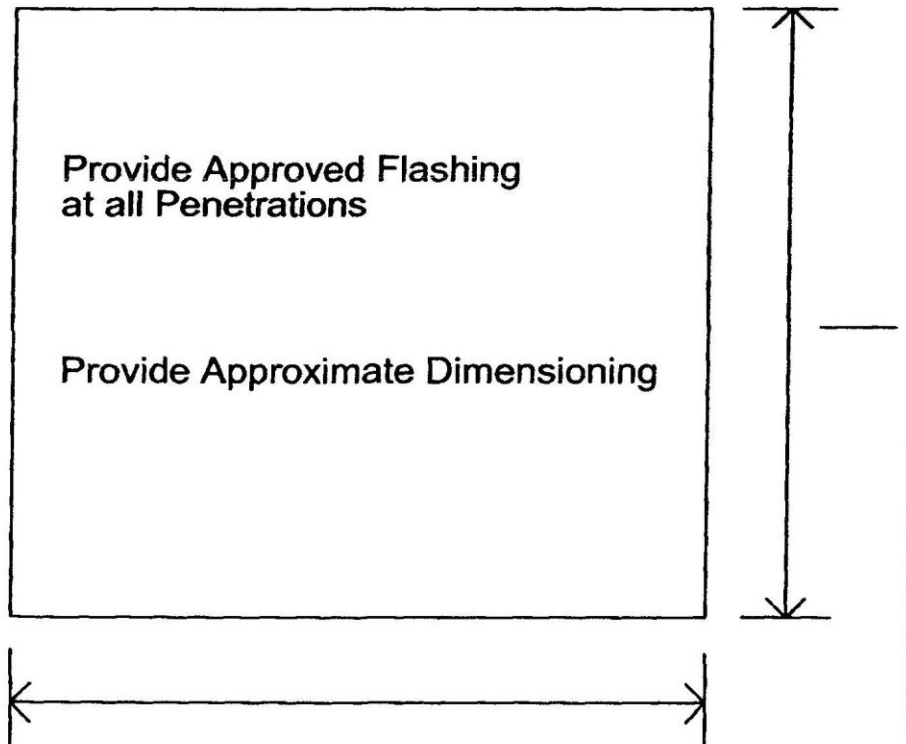 Provide Approved Flashing
at all Penetrations
Provide Approximate Dimensioning